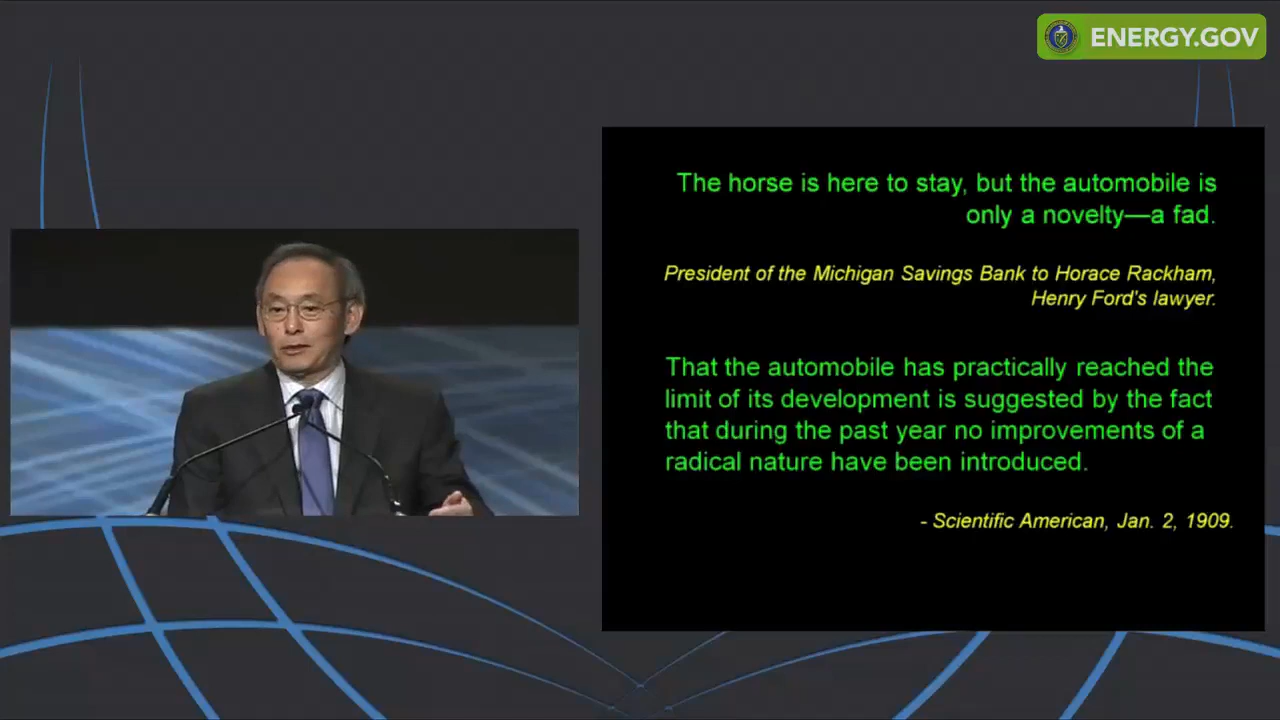 ENERGY.GOV
The horse is here to stay, but the automobile is
only a novelty—a fad.
President of the Michigan Savings Bank to Horace Rackham,
Henry Ford's lawyer.
That the automobile has practically reached the
limit of its development is suggested by the fact
that during the past year no improvements of a
radical nature have been introduced.
- Scientific American, Jan. 2, 1909.